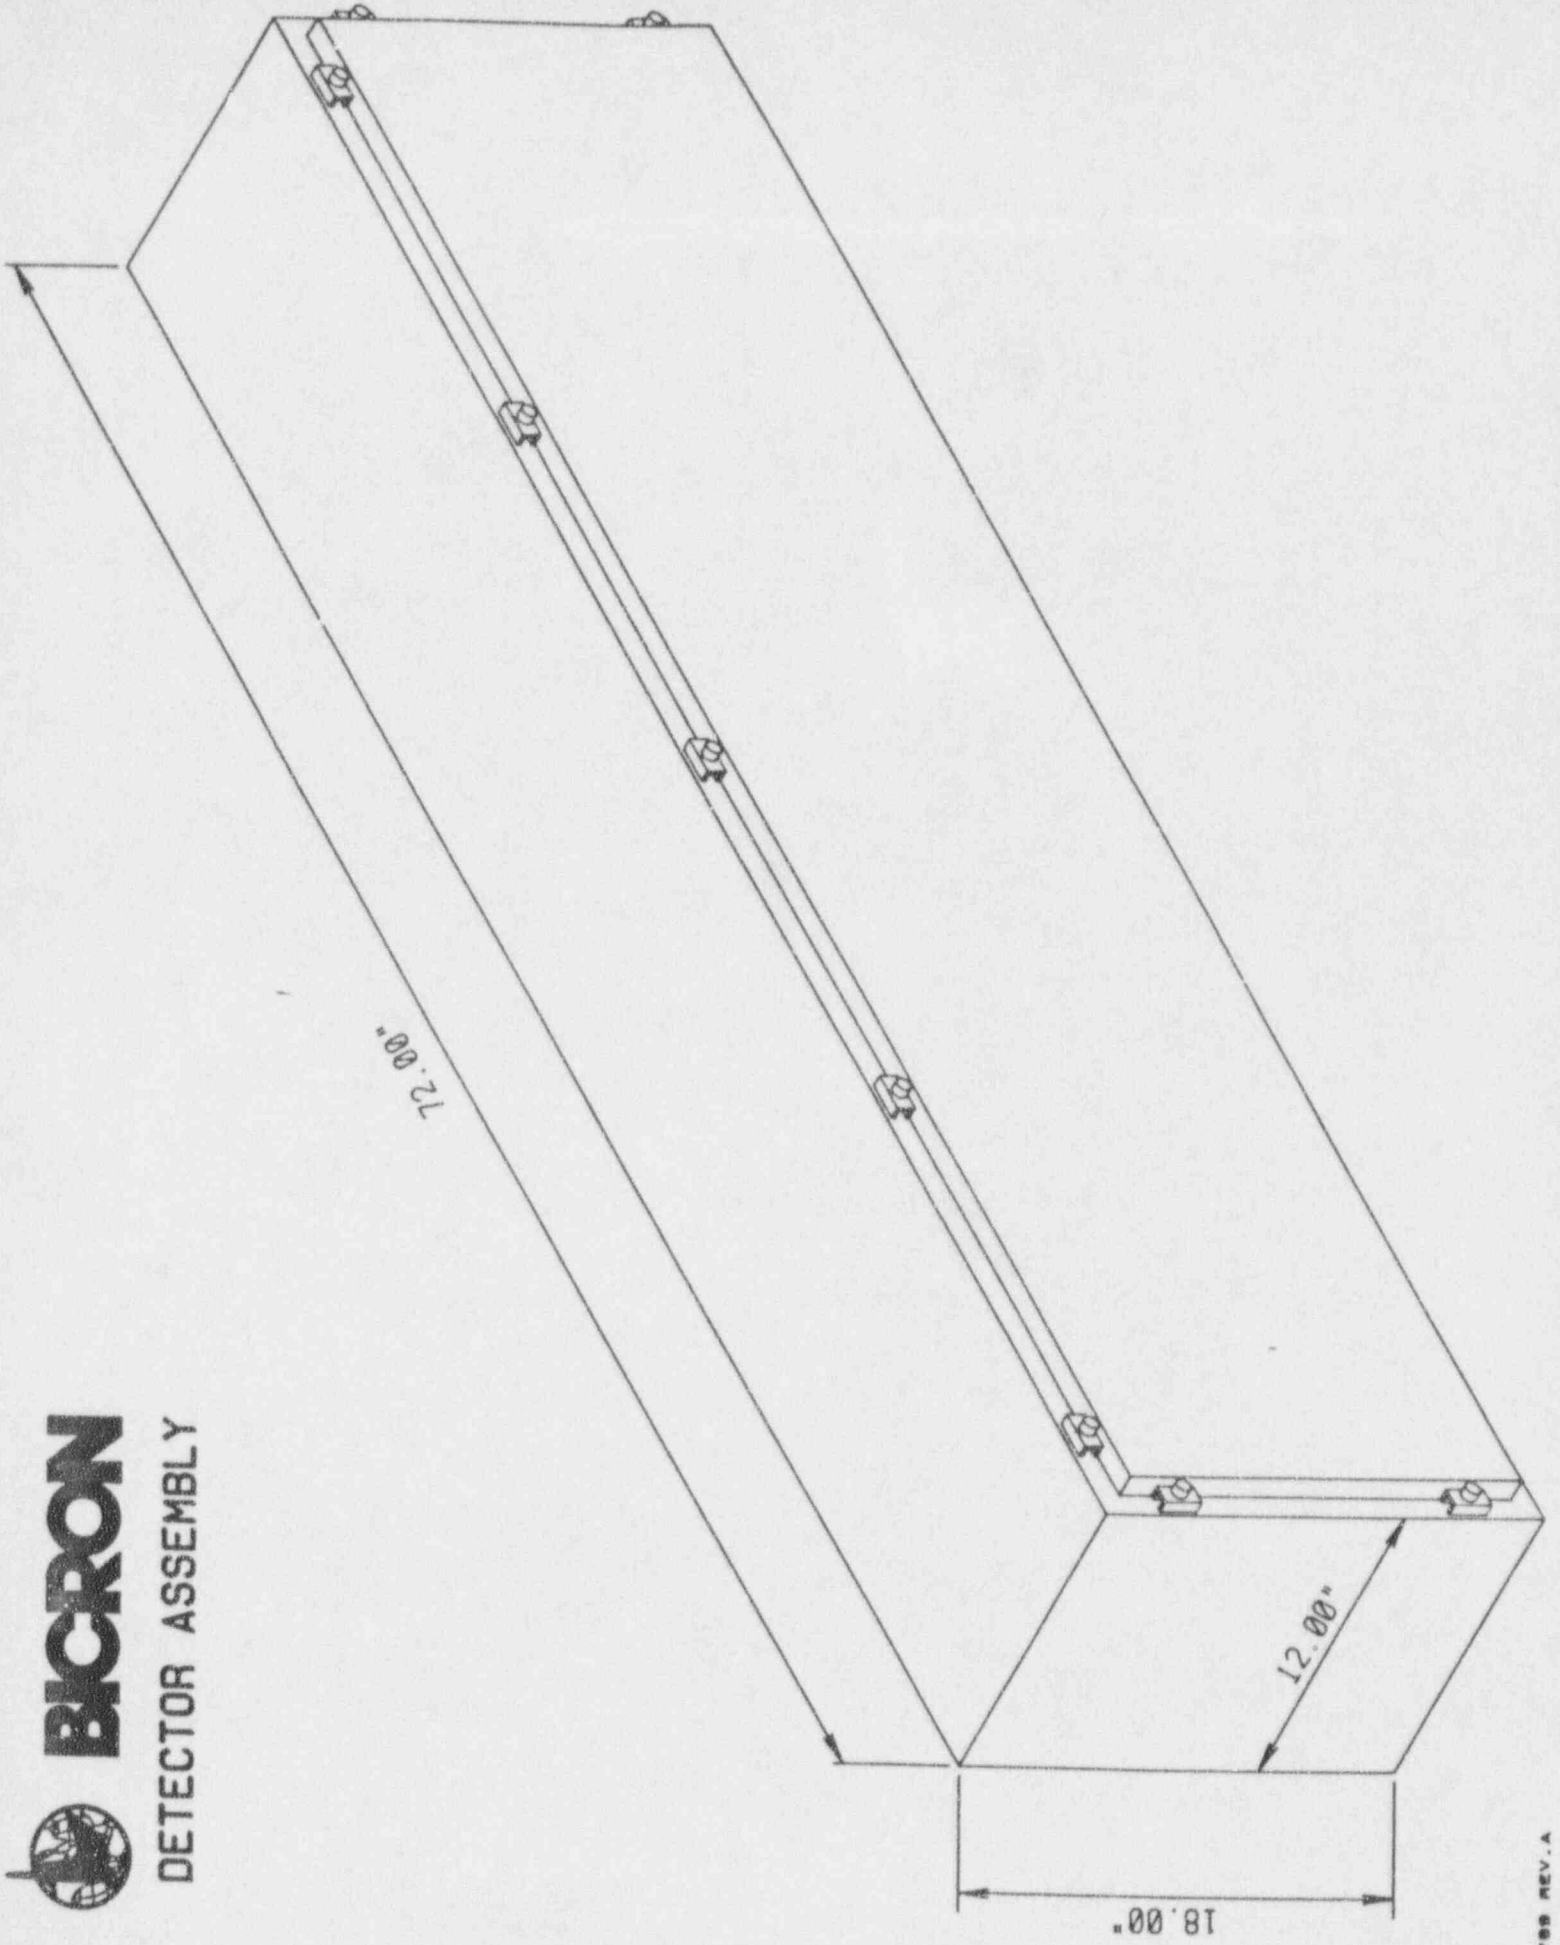 BICRON
DETECTOR ASSEMBLY
72.00"
12.00"
18.00"
REV.A